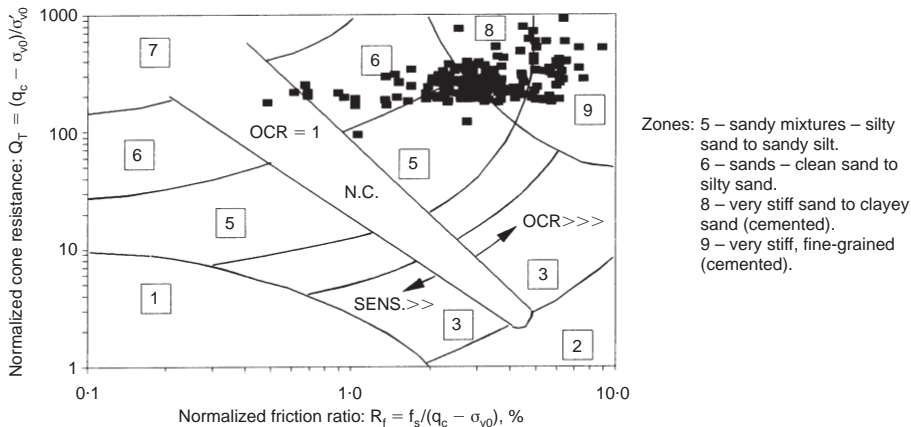 Normalized cone resistance: Q_T = (q_c − σ_v0)/σ′_v0
1000
100
10
1
7
8
6
9
OCR = 1
6
5
N.C.
5
OCR>>>
1
3
SENS.>>
3
2
0·1
1·0
10·0
Normalized friction ratio: R_f = f_s/(q_c − σ_v0), %
Zones: 5 – sandy mixtures – silty
sand to sandy silt.
6 – sands – clean sand to
silty sand.
8 – very stiff sand to clayey
sand (cemented).
9 – very stiff, fine-grained
(cemented).